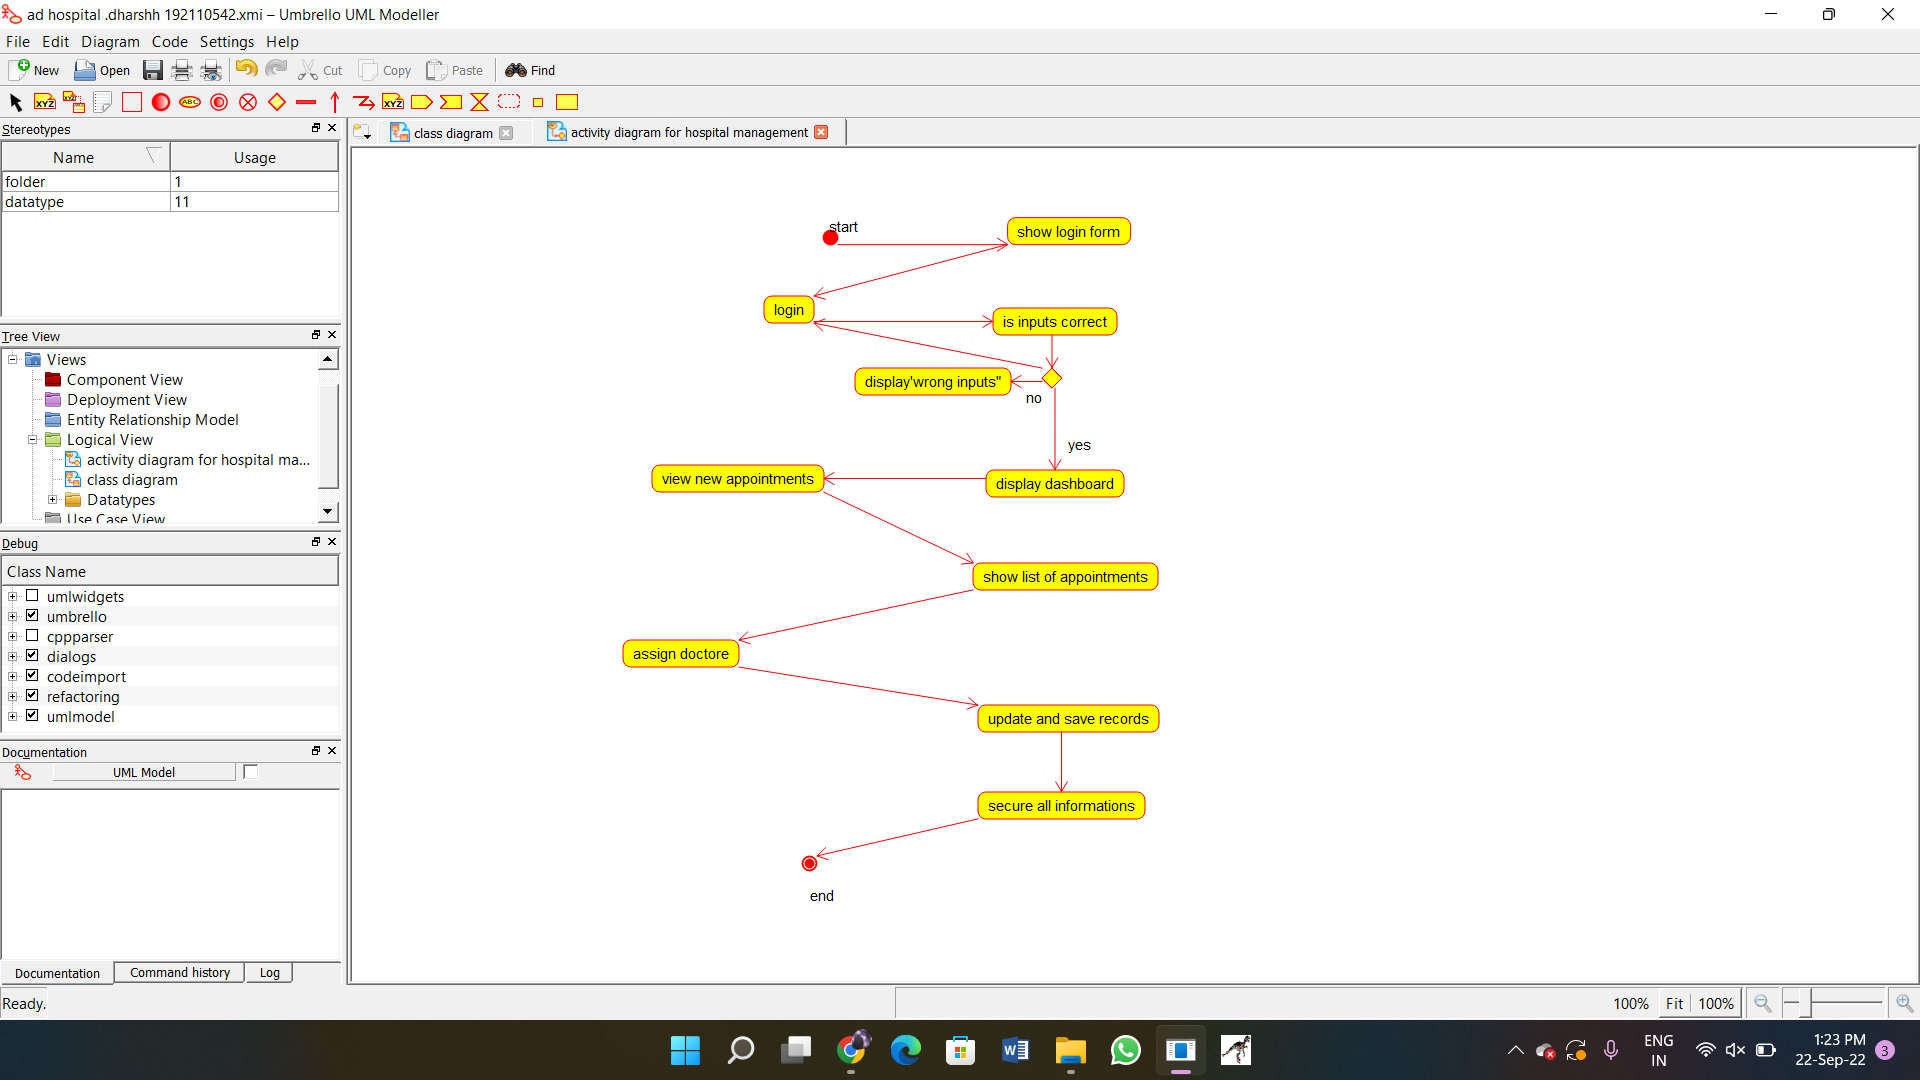 ad hospital .dharshh 192110542.xmi – Umbrello UML Modeller
File Edit Diagram Code Settings Help
New Open Cut Copy Paste Find
XYZ ABC XYZ
Stereotypes
Name Usage
folder 1
datatype 11
Tree View
Views
Component View
Deployment View
Entity Relationship Model
Logical View
activity diagram for hospital ma...
class diagram
Datatypes
Use Case View
Debug
Class Name
umlwidgets
umbrello
cppparser
dialogs
codeimport
refactoring
umlmodel
Documentation
UML Model
Documentation Command history Log
Ready.
class diagram activity diagram for hospital management
start
show login form
login
is inputs correct
display'wrong inputs"
no
yes
view new appointments
display dashboard
show list of appointments
assign doctore
update and save records
secure all informations
end
100% Fit 100%
ENG
IN
1:23 PM
22-Sep-22
3